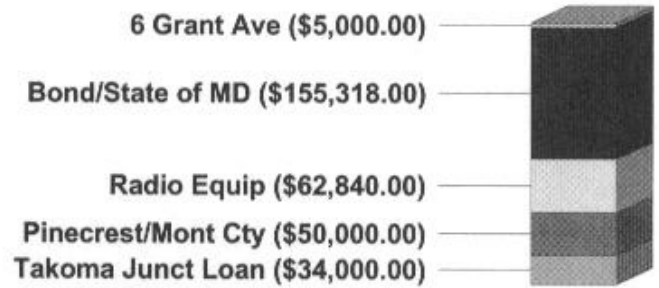 6 Grant Ave ($5,000.00)
Bond/State of MD ($155,318.00)
Radio Equip ($62,840.00)
Pinecrest/Mont Cty ($50,000.00)
Takoma Junct Loan ($34,000.00)